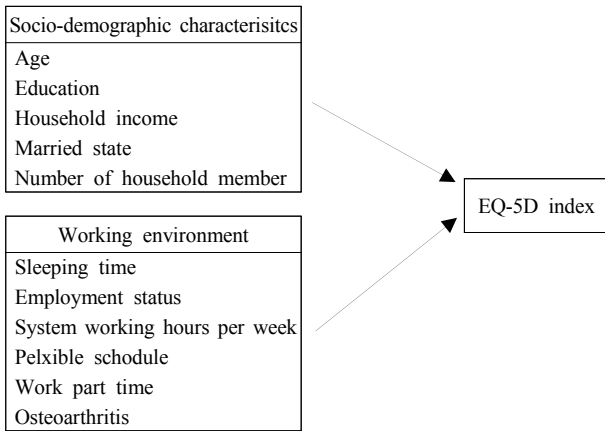 Socio-demographic characterisitcs
Age
Education
Household income
Married state
Number of household member
Working environment
Sleeping time
Employment status
System working hours per week
Pelxible schodule
Work part time
Osteoarthritis
EQ-5D index